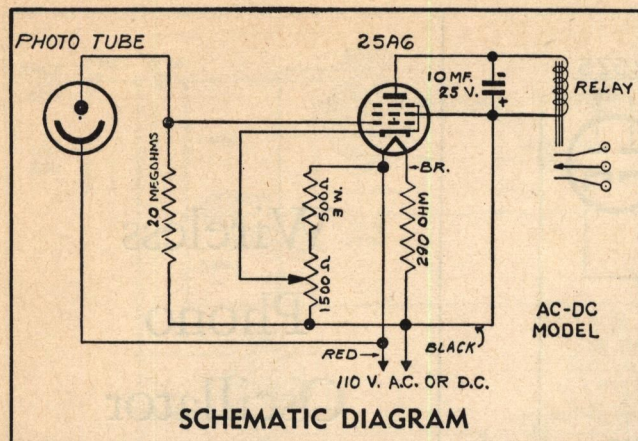 PHOTO TUBE
25A6
10 MF.
25 V.
-
+
RELAY
20 MEGOHMS
500Ω
3 W.
BR.
290 OHM
1500 Ω
AC-DC
MODEL
RED
BLACK
110 V. A.C. OR D.C.
SCHEMATIC DIAGRAM